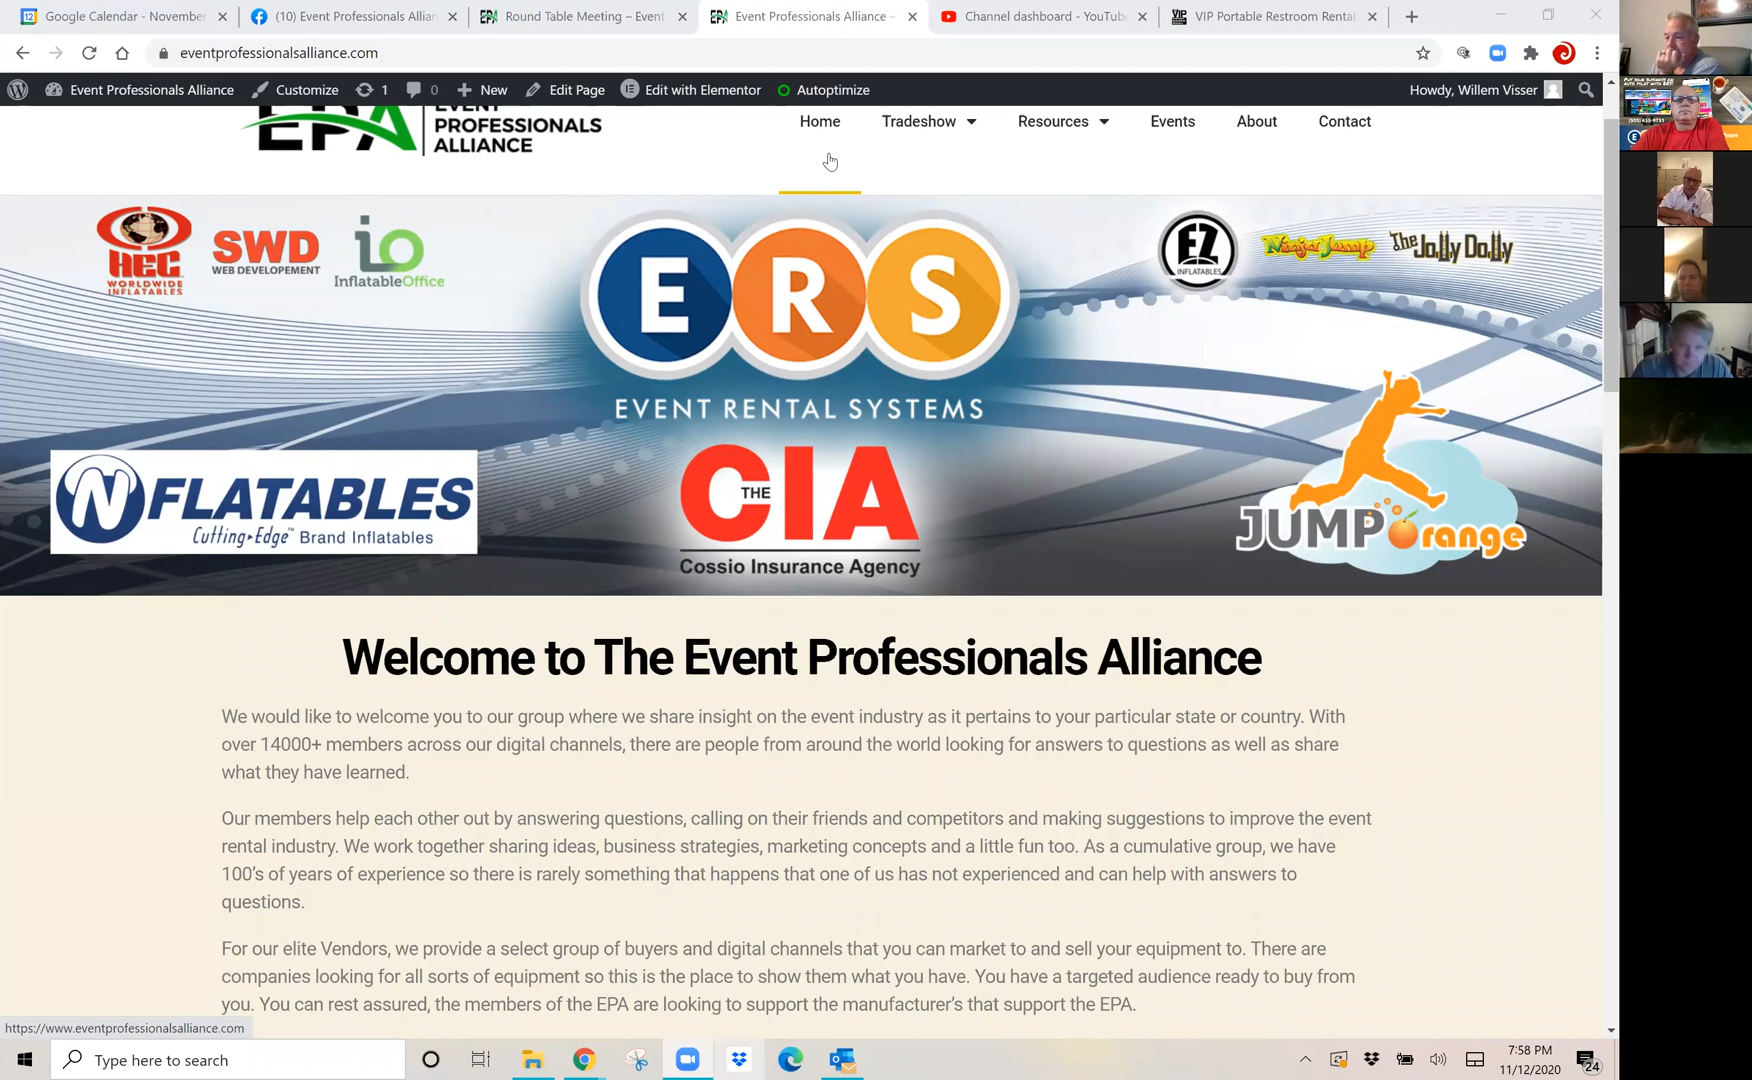 Google Calendar - November
(10) Event Professionals Allian
Round Table Meeting – Event
Event Professionals Alliance –
Channel dashboard - YouTube
VIP Portable Restroom Rental
eventprofessionalsalliance.com
Event Professionals Alliance
Customize
1
0
New
Edit Page
Edit with Elementor
Autoptimize
Howdy, Willem Visser
EPA
EVENT
PROFESSIONALS
ALLIANCE
Home
Tradeshow
Resources
Events
About
Contact
HEC
WORLDWIDE
INFLATABLES
SWD
WEB DEVELOPEMENT
io
InflatableOffice
ERS
EVENT RENTAL SYSTEMS
EZ
INFLATABLES
Ninja Jump
The Jolly Dolly
NFLATABLES
Cutting-Edge™ Brand Inflatables
THE CIA
Cossio Insurance Agency
JUMP Orange
Welcome to The Event Professionals Alliance
We would like to welcome you to our group where we share insight on the event industry as it pertains to your particular state or country. With
over 14000+ members across our digital channels, there are people from around the world looking for answers to questions as well as share
what they have learned.
Our members help each other out by answering questions, calling on their friends and competitors and making suggestions to improve the event
rental industry. We work together sharing ideas, business strategies, marketing concepts and a little fun too. As a cumulative group, we have
100's of years of experience so there is rarely something that happens that one of us has not experienced and can help with answers to
questions.
For our elite Vendors, we provide a select group of buyers and digital channels that you can market to and sell your equipment to. There are
companies looking for all sorts of equipment so this is the place to show them what you have. You have a targeted audience ready to buy from
you. You can rest assured, the members of the EPA are looking to support the manufacturer's that support the EPA.
https://www.eventprofessionalsalliance.com
Type here to search
7:58 PM
11/12/2020
24